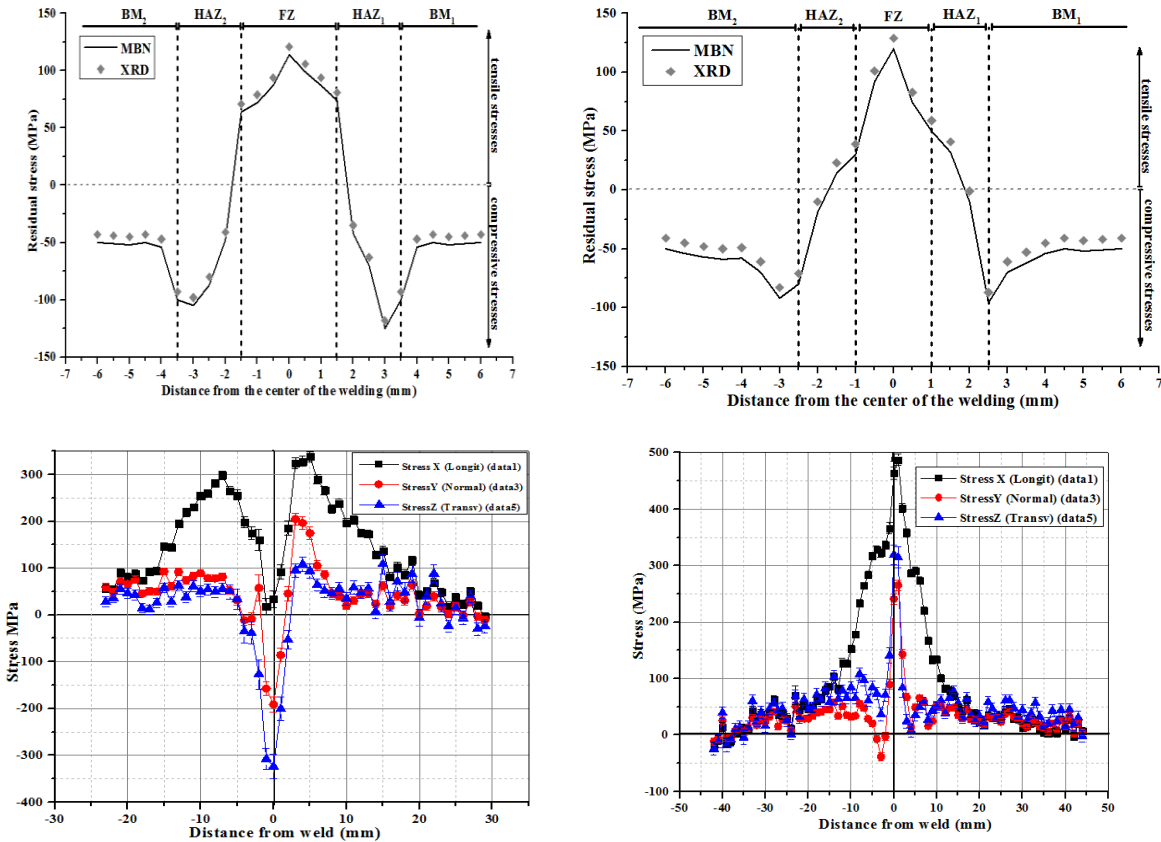 BM2 HAZ2 FZ HAZ1 BM1
MBN
XRD
150
100
50
0
-50
-100
-150
Residual stress (MPa)
tensile stresses
compressive stresses
-7 -6 -5 -4 -3 -2 -1 0 1 2 3 4 5 6 7
Distance from the center of the welding (mm)
BM2 HAZ2 FZ HAZ1 BM1
MBN
XRD
150
100
50
0
-50
-100
-150
Residual stress (MPa)
tensile stresses
compressive stresses
-7 -6 -5 -4 -3 -2 -1 0 1 2 3 4 5 6 7
Distance from the center of the welding (mm)
Stress X (Longit) (data1)
StressY (Normal) (data3)
StressZ (Transv) (data5)
300
200
100
0
-100
-200
-300
-400
Stress MPa
-30 -20 -10 0 10 20 30
Distance from weld (mm)
Stress X (Longit) (data1)
StressY (Normal) (data3)
StressZ (Transv) (data5)
500
400
300
200
100
0
-100
Stress (MPa)
-50 -40 -30 -20 -10 0 10 20 30 40 50
Distance from weld (mm)